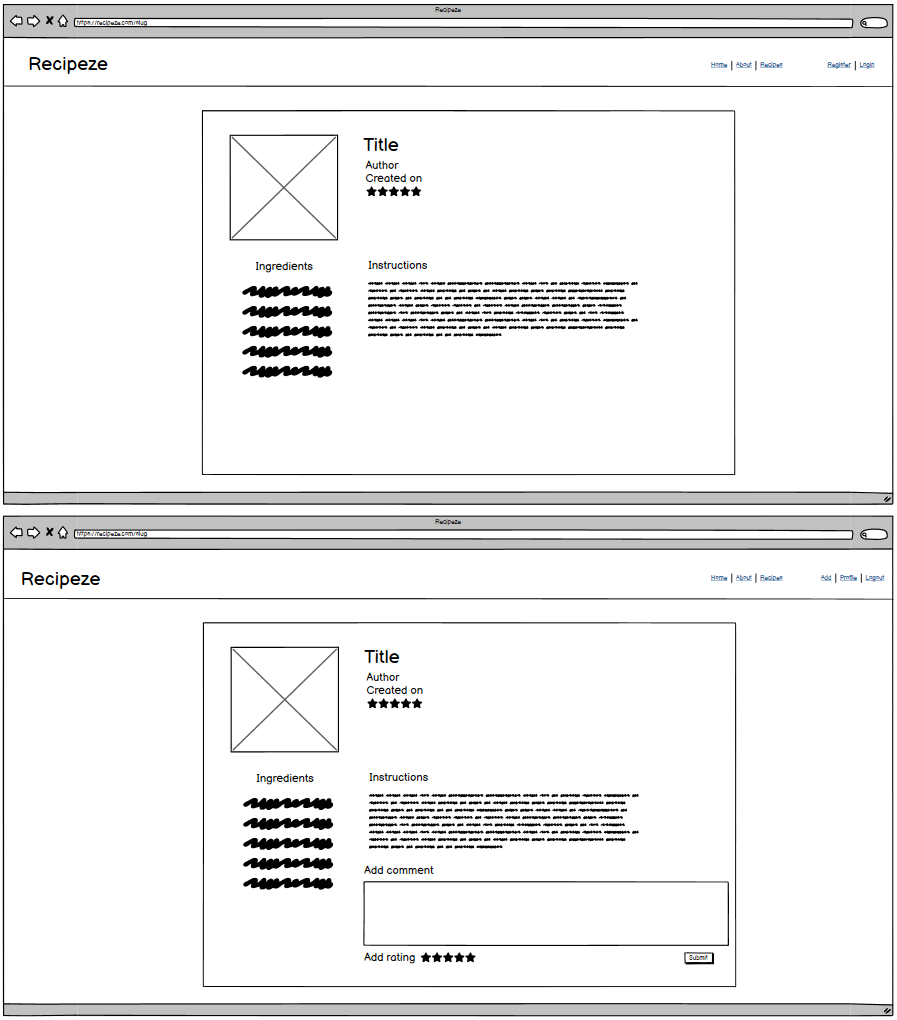 Recipeze
https://recipeze.com/slug
Recipeze
Home | About | Recipes Register | Login
Title
Author
Created on
Ingredients
Instructions
Recipeze
https://recipeze.com/slug
Recipeze
Home | About | Recipes Add | Profile | Logout
Title
Author
Created on
Ingredients
Instructions
Add comment
Add rating
Submit